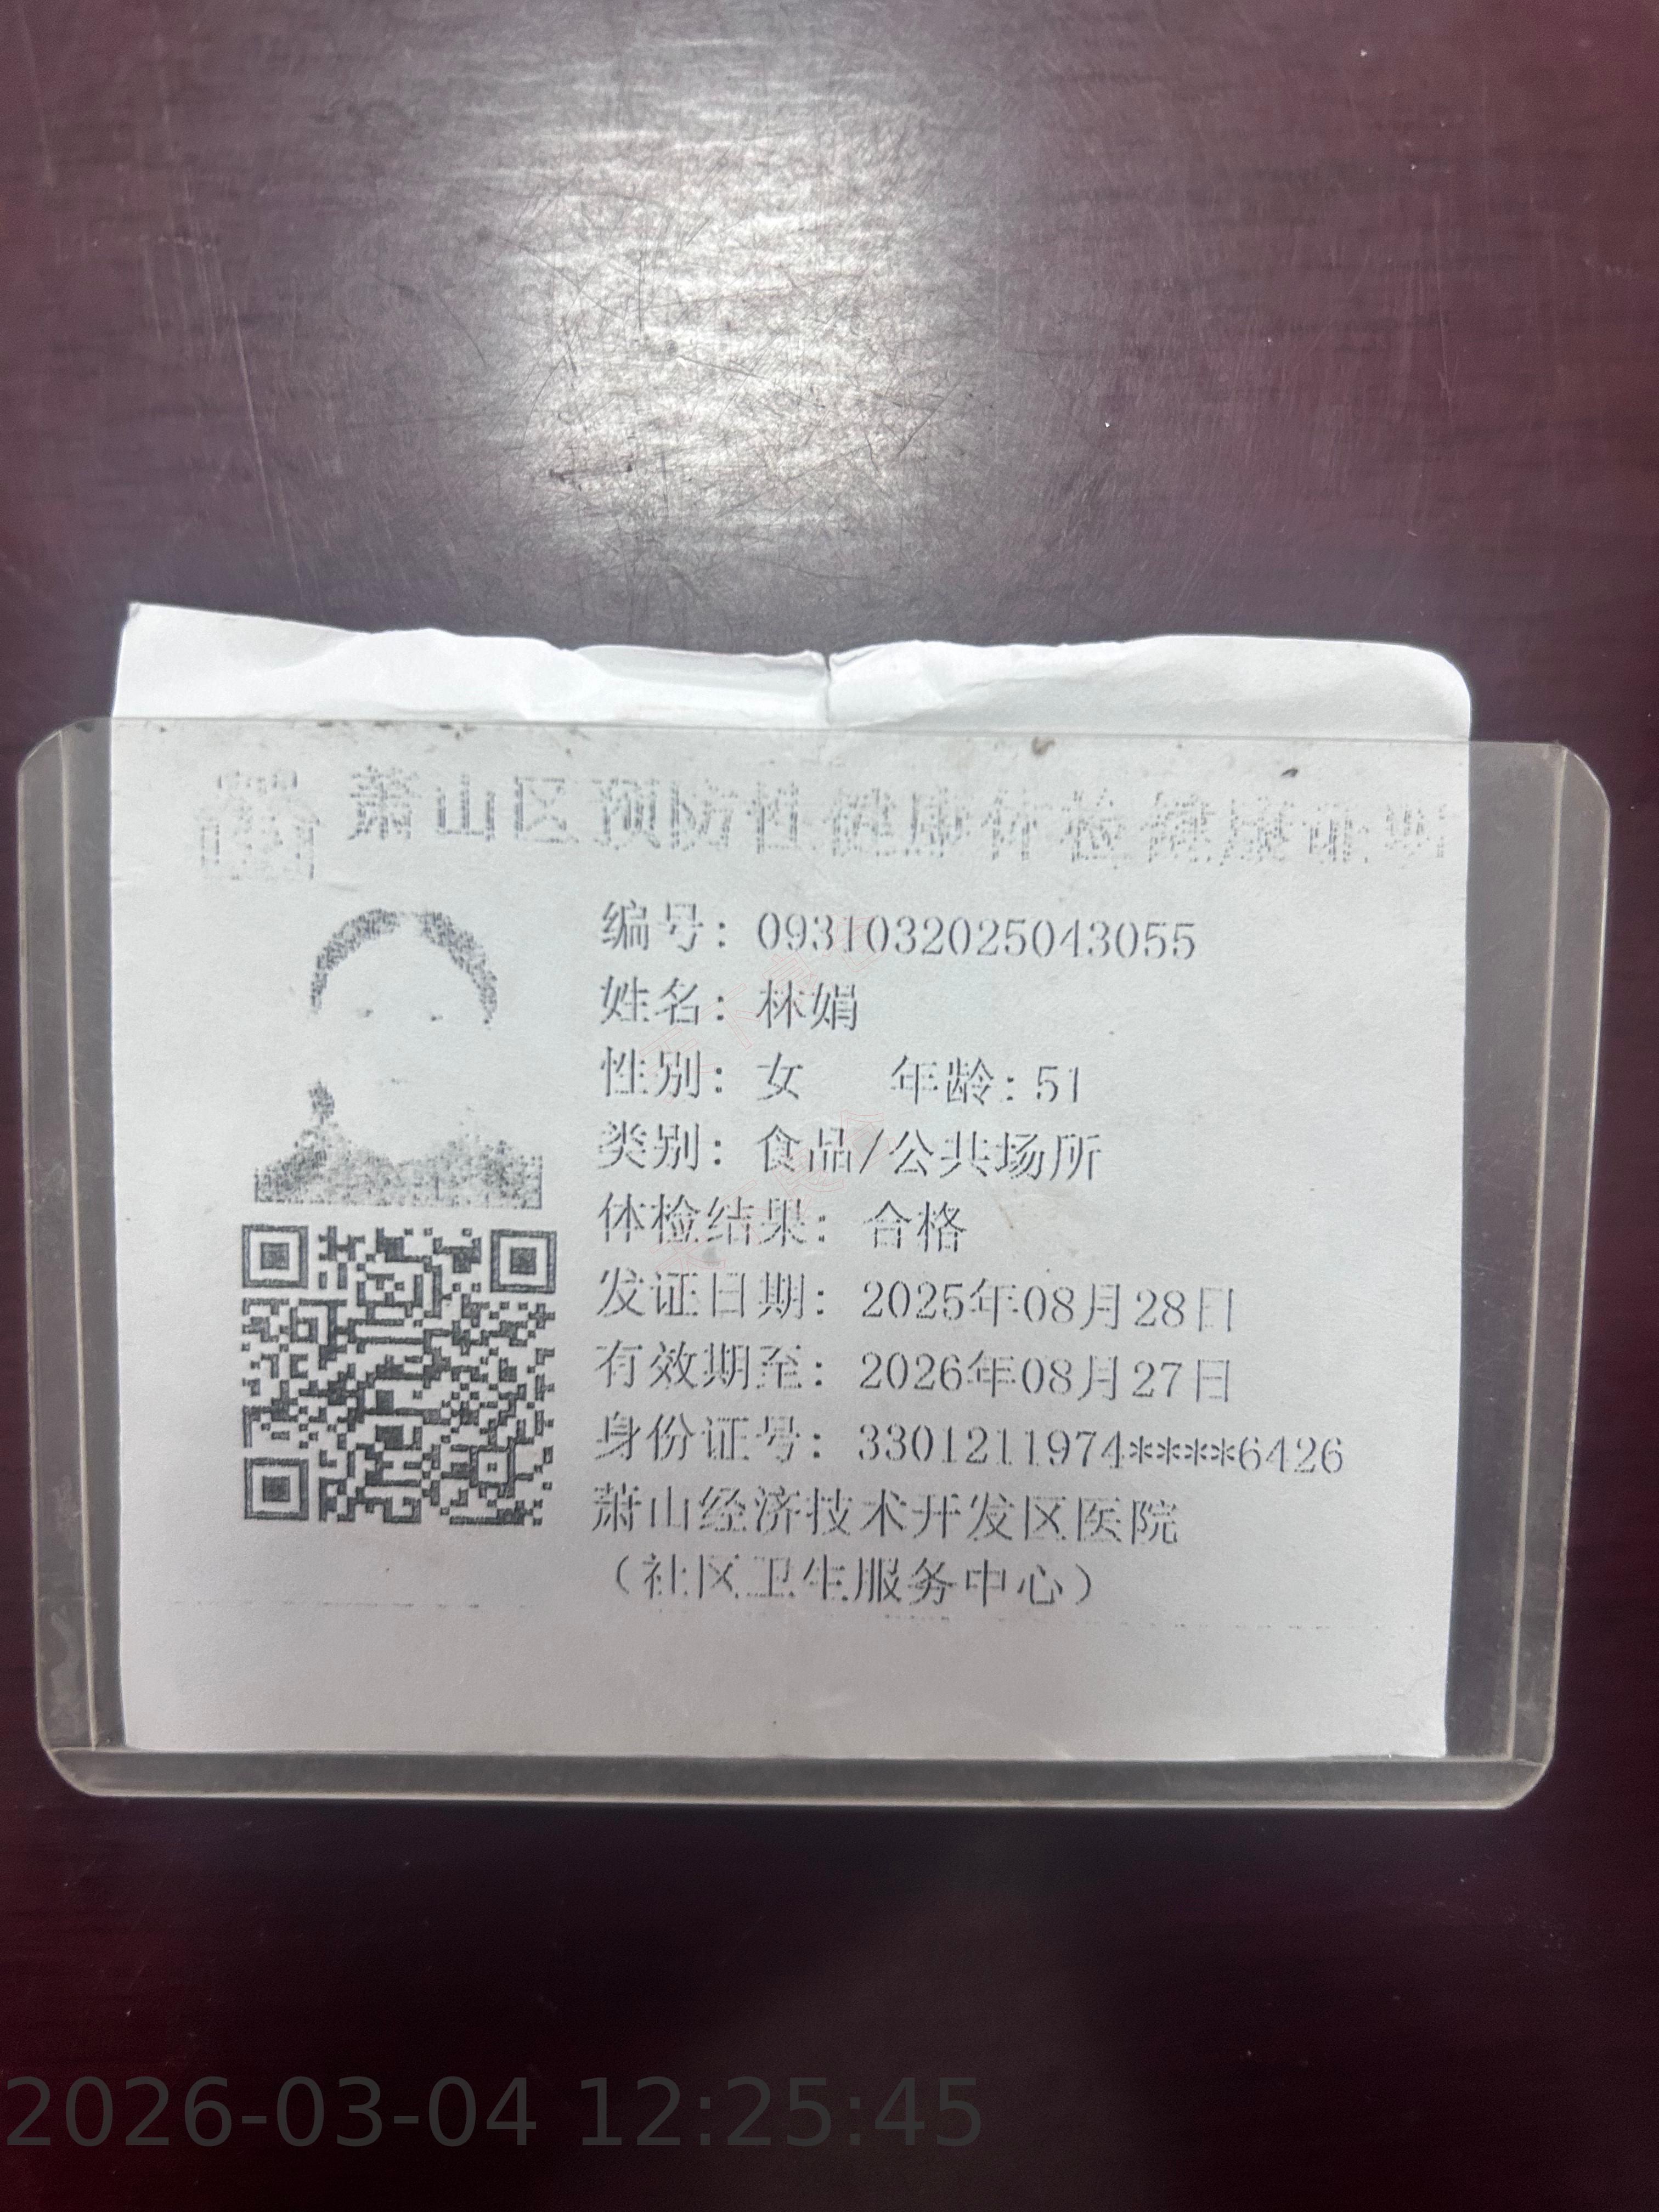 萧山区预防性健康体检健康证明
编号：0931032025043055
姓名：林娟
性别：女 年龄：51
类别：食品/公共场所
体检结果：合格
发证日期：2025年08月28日
有效期至：2026年08月27日
身份证号：3301211974****6426
萧山经济技术开发区医院
（社区卫生服务中心）
2026-03-04 12:25:45